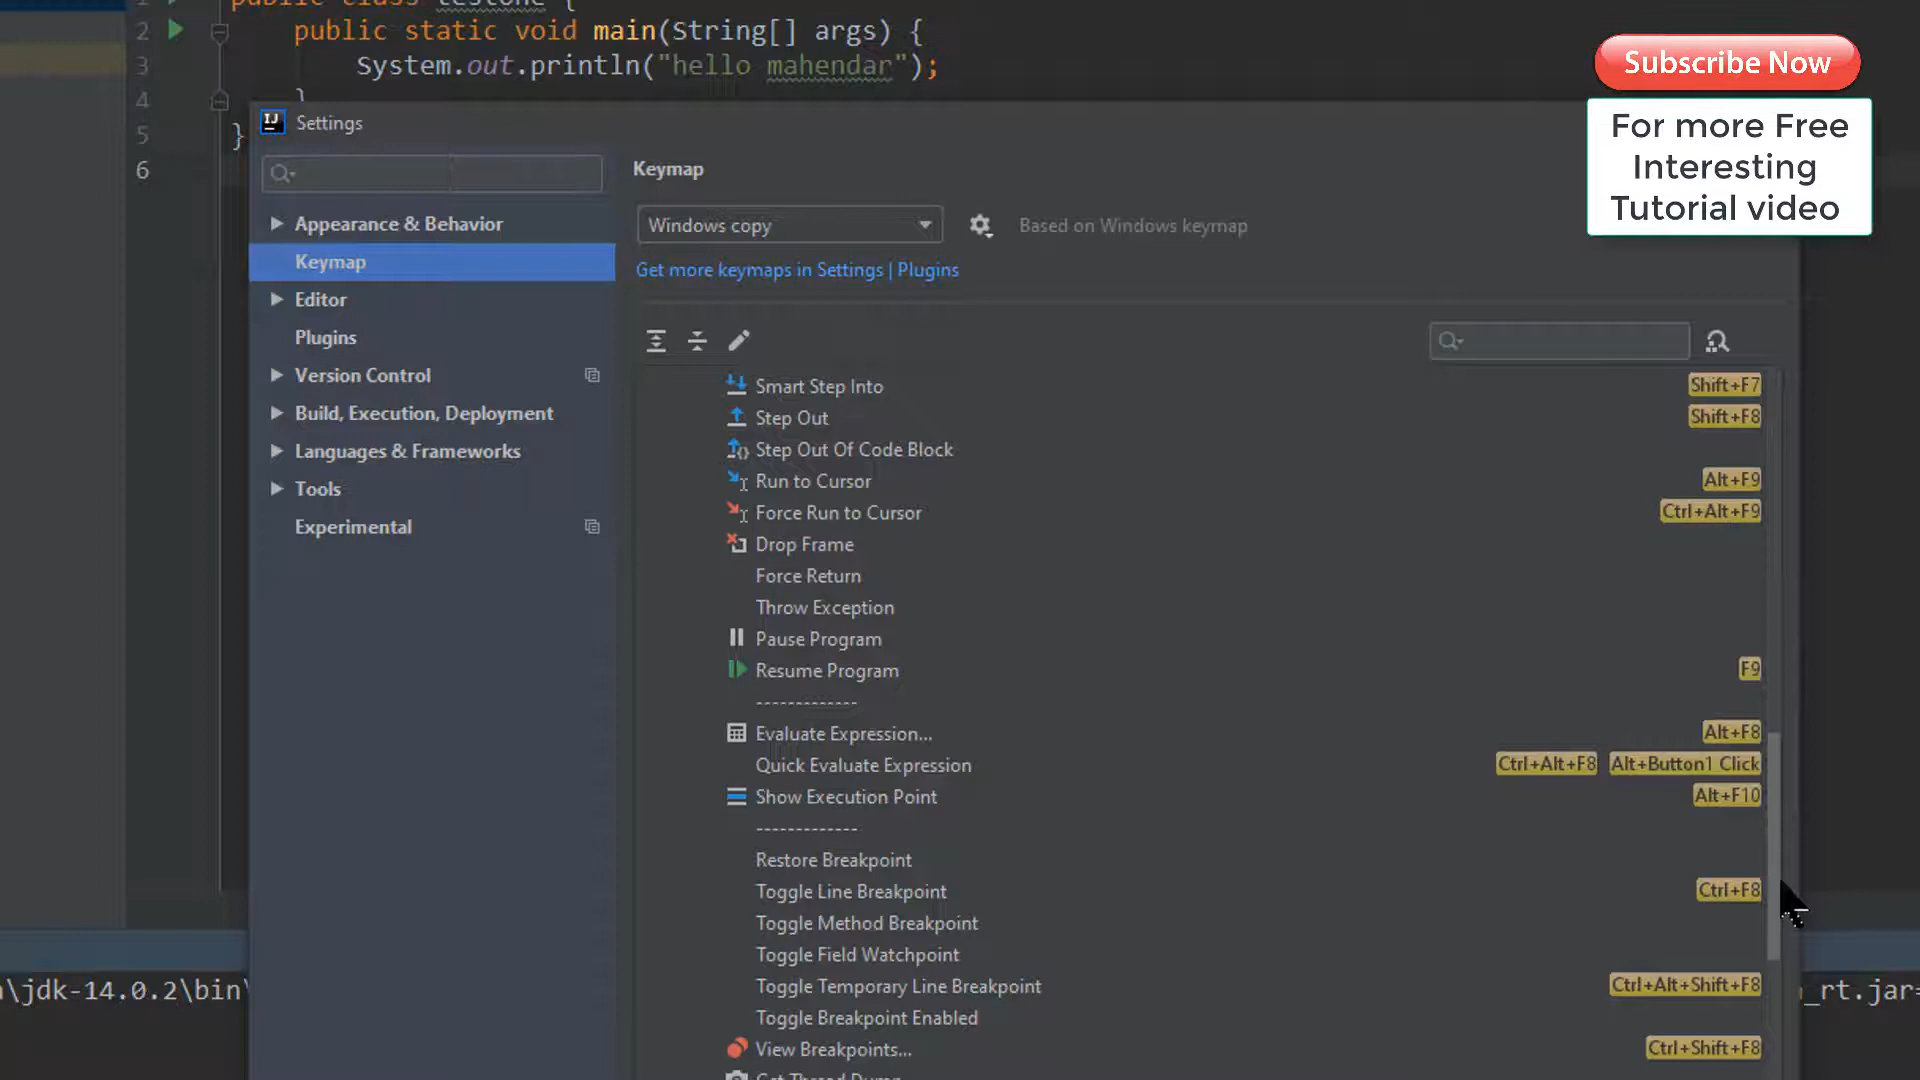 1 public class testone {
2 public static void main(String[] args) {
3 System.out.println("hello mahendar");
4 }
5 }
6
Subscribe Now
For more Free
Interesting
Tutorial video
Settings
Appearance & Behavior
Keymap
Editor
Plugins
Version Control
Build, Execution, Deployment
Languages & Frameworks
Tools
Experimental
Keymap
Windows copy Based on Windows keymap
Get more keymaps in Settings | Plugins
Smart Step Into Shift+F7
Step Out Shift+F8
Step Out Of Code Block
Run to Cursor Alt+F9
Force Run to Cursor Ctrl+Alt+F9
Drop Frame
Force Return
Throw Exception
Pause Program
Resume Program F9
-------------
Evaluate Expression... Alt+F8
Quick Evaluate Expression Ctrl+Alt+F8 Alt+Button1 Click
Show Execution Point Alt+F10
-------------
Restore Breakpoint
Toggle Line Breakpoint Ctrl+F8
Toggle Method Breakpoint
Toggle Field Watchpoint
Toggle Temporary Line Breakpoint Ctrl+Alt+Shift+F8
Toggle Breakpoint Enabled
View Breakpoints... Ctrl+Shift+F8
Get Thread Dump
\jdk-14.0.2\bin\
_rt.jar=